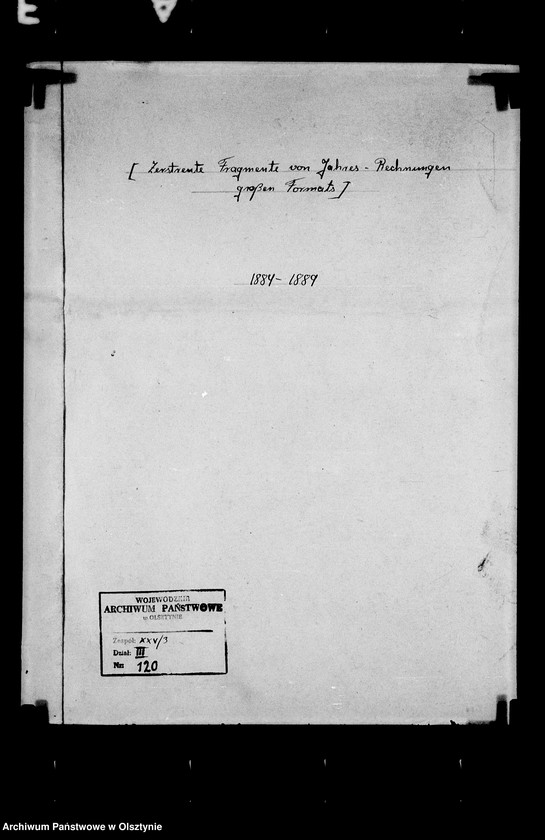 [ Zerstreute Fragmente von Jahres - Rechnungen
großen Formats ]
1884 - 1889
WOJEWÓDZKIE
ARCHIWUM PAŃSTWOWE
w OLSZTYNIE
Zespół: XXV/3
Dział: III
Nr: 120
Archiwum Państwowe w Olsztynie